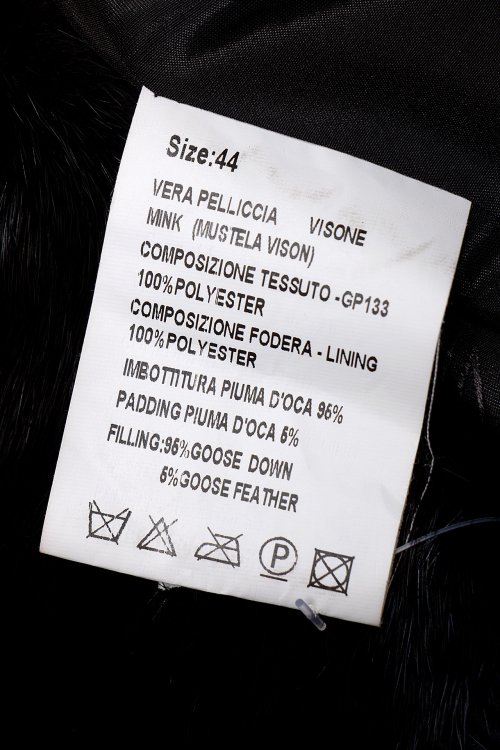 Size:44
VERA PELLICCIA VISONE
MINK (MUSTELA VISON)
COMPOSIZIONE TESSUTO -GP133
100%POLYESTER
COMPOSIZIONE FODERA - LINING
100%POLYESTER
IMBOTTITURA PIUMA D'OCA 95%
PADDING PIUMA D'OCA 5%
FILLING:95%GOOSE DOWN
5%GOOSE FEATHER
P